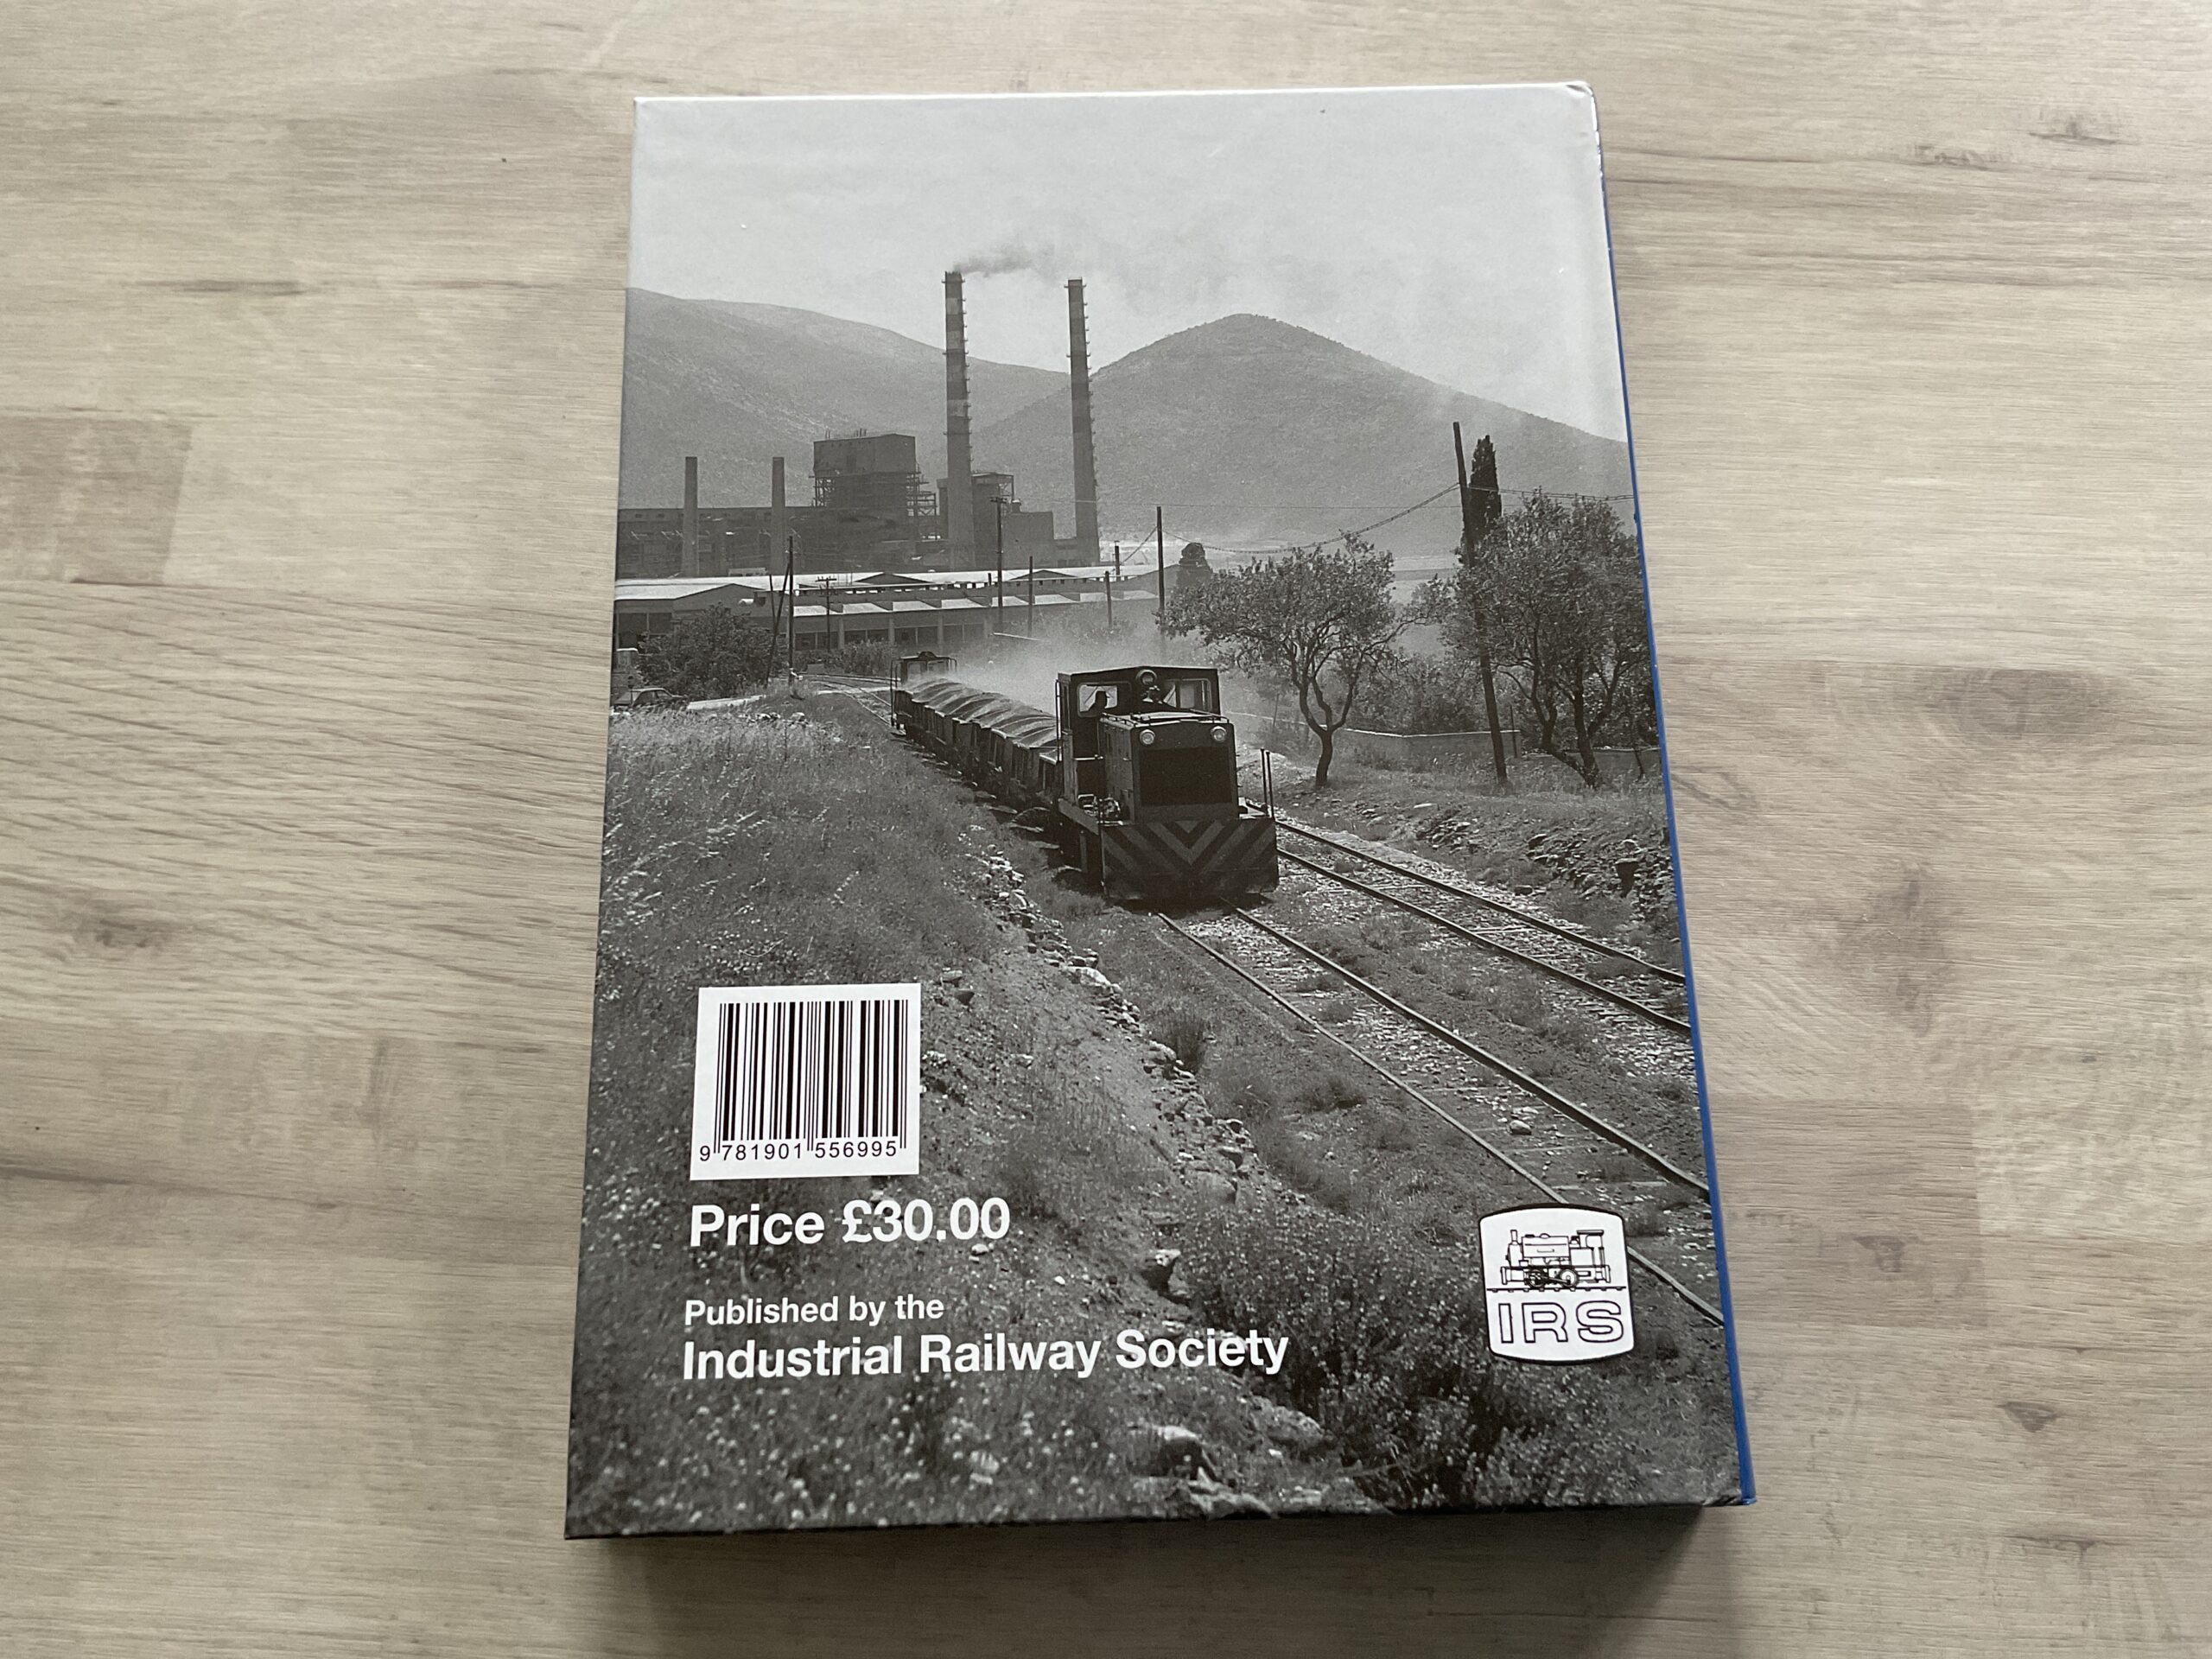 9 781901 556995
Price £30.00
Published by the
Industrial Railway Society
IRS